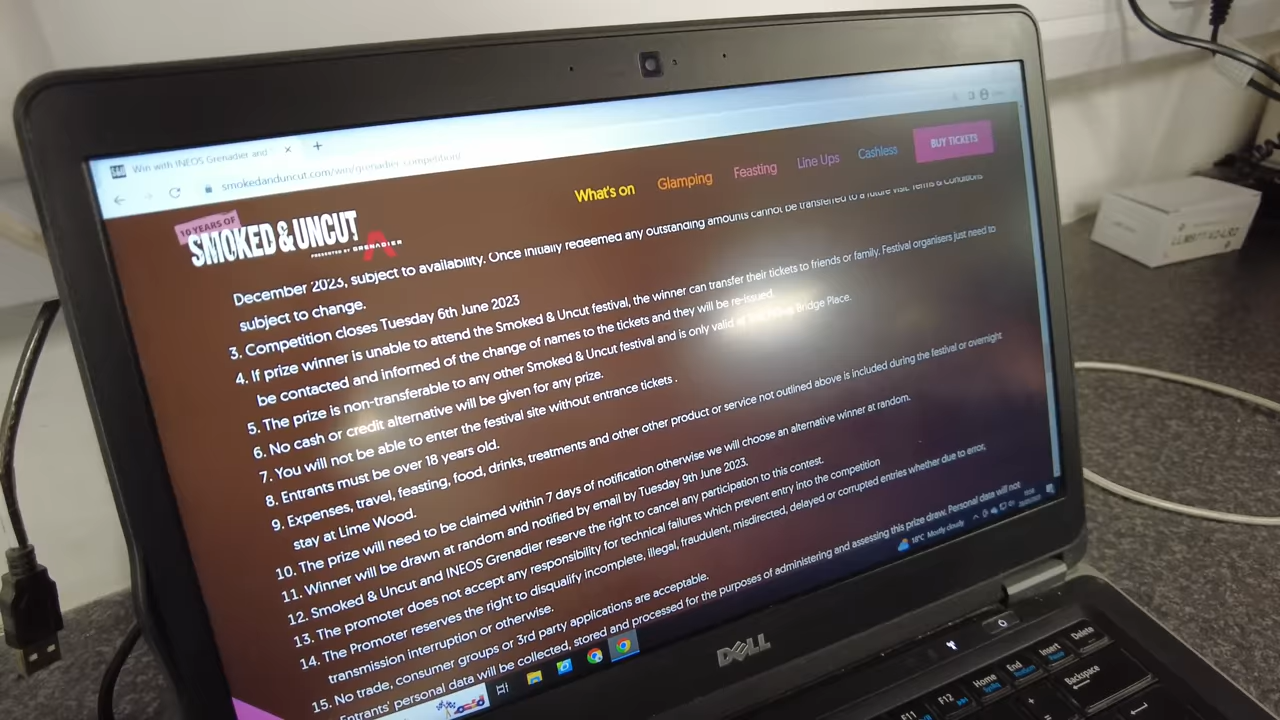 Win with INEOS Grenadier and
smokedanduncut.com/win/grenadier-competition/
10 YEARS OF
SMOKED & UNCUT
PRESENTED BY GRENADIER
What's on
Glamping
Feasting
Line Ups
Cashless
BUY TICKETS
December 2023, subject to availability. Once initially redeemed any outstanding amounts cannot be transferred to a future visit. Terms & Conditions
subject to change.
3. Competition closes Tuesday 6th June 2023
4. If prize winner is unable to attend the Smoked & Uncut festival, the winner can transfer their tickets to friends or family. Festival organisers just need to
be contacted and informed of the change of names to the tickets and they will be re-issued.
5. The prize is non-transferable to any other Smoked & Uncut festival and is only valid at Bridge Place.
6. No cash or credit alternative will be given for any prize.
7. You will not be able to enter the festival site without entrance tickets .
8. Entrants must be over 18 years old.
9. Expenses, travel, feasting, food, drinks, treatments and other other product or service not outlined above is included during the festival or overnight
stay at Lime Wood.
10. The prize will need to be claimed within 7 days of notification otherwise we will choose an alternative winner at random.
11. Winner will be drawn at random and notified by email by Tuesday 9th June 2023.
12. Smoked & Uncut and INEOS Grenadier reserve the right to cancel any participation to this contest.
13. The promoter does not accept any responsibility for technical failures which prevent entry into the competition
14. The Promoter reserves the right to disqualify incomplete, illegal, fraudulent, misdirected, delayed or corrupted entries whether due to error,
transmission interruption or otherwise.
15. No trade, consumer groups or 3rd party applications are acceptable.
Entrants' personal data will be collected, stored and processed for the purposes of administering and assessing this prize draw. Personal data will not
18°C Mostly cloudy
DELL
F11
F12
Home
End
Insert
Delete
Backspace